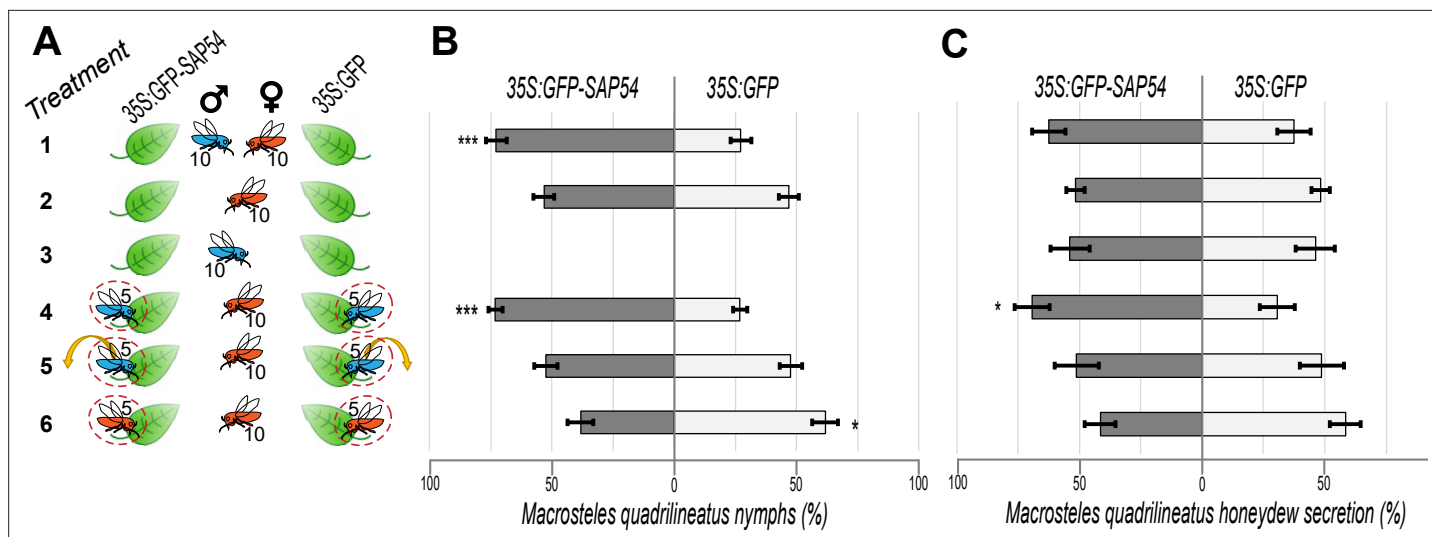 A
Treatment
35S:GFP-SAP54
♂
♀
35S:GFP
1
10
10
2
10
3
10
4
5
10
5
5
5
10
5
6
5
10
5
B
35S:GFP-SAP54
35S:GFP
***
***
*
100
50
0
50
100
Macrosteles quadrilineatus nymphs (%)
C
35S:GFP-SAP54
35S:GFP
*
100
50
0
50
Macrosteles quadrilineatus honeydew secretion (%)